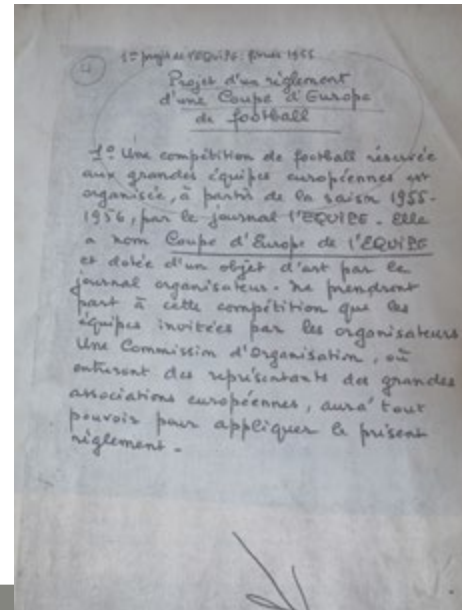 4
1er projet de l'EQUIPE : février 1955
Projet d'un règlement
d'une Coupe d'Europe
de football
1º Une compétition de football réservée
aux grandes équipes européennes est
organisée, à partir de la saison 1955-
1956, par le journal l'EQUIPE. Elle
a nom Coupe d'Europe de l'EQUIPE
et dotée d'un objet d'art par le
journal organisateur. Ne prendront
part à cette compétition que les
équipes invitées par les organisateurs
Une Commission d'Organisation, où
entreront des représentants des grandes
associations européennes, aura tout
pouvoir pour appliquer le présent
règlement.